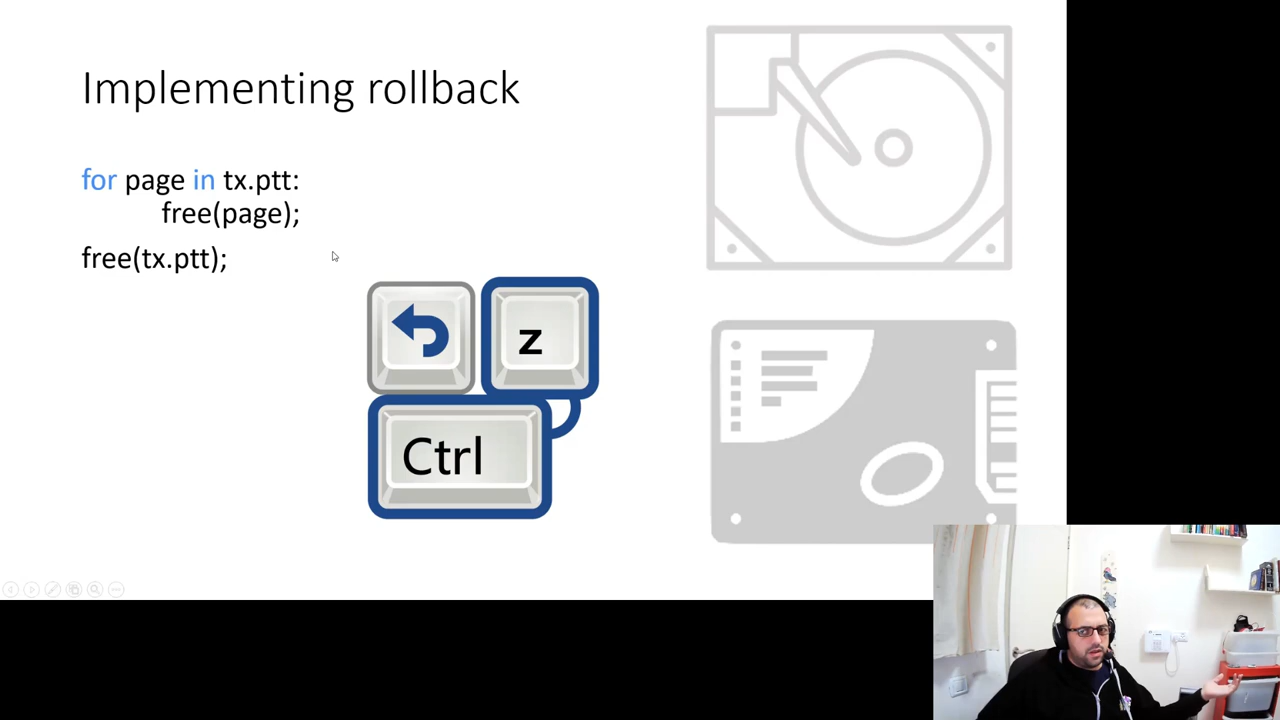 Implementing rollback
for page in tx.ptt:
free(page);
free(tx.ptt);
z
Ctrl